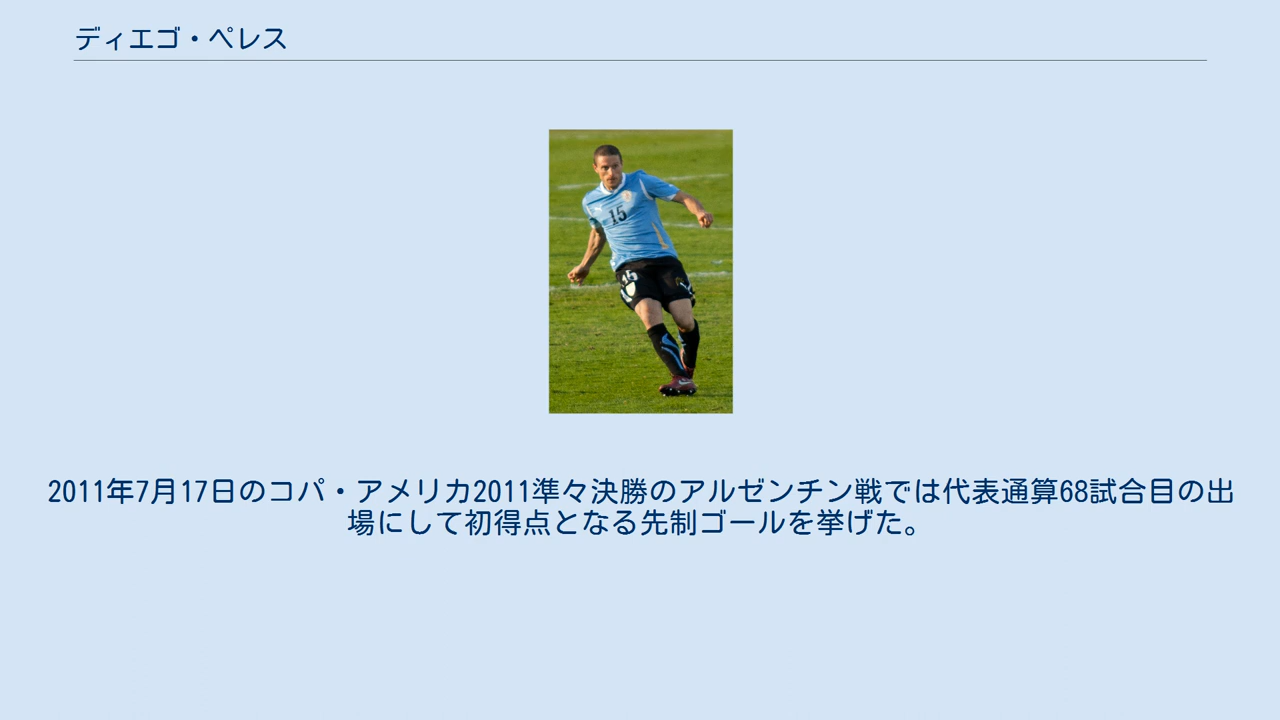 ディエゴ・ペレス
15
15
2011年7月17日のコパ・アメリカ2011準々決勝のアルゼンチン戦では代表通算68試合目の出
場にして初得点となる先制ゴールを挙げた。